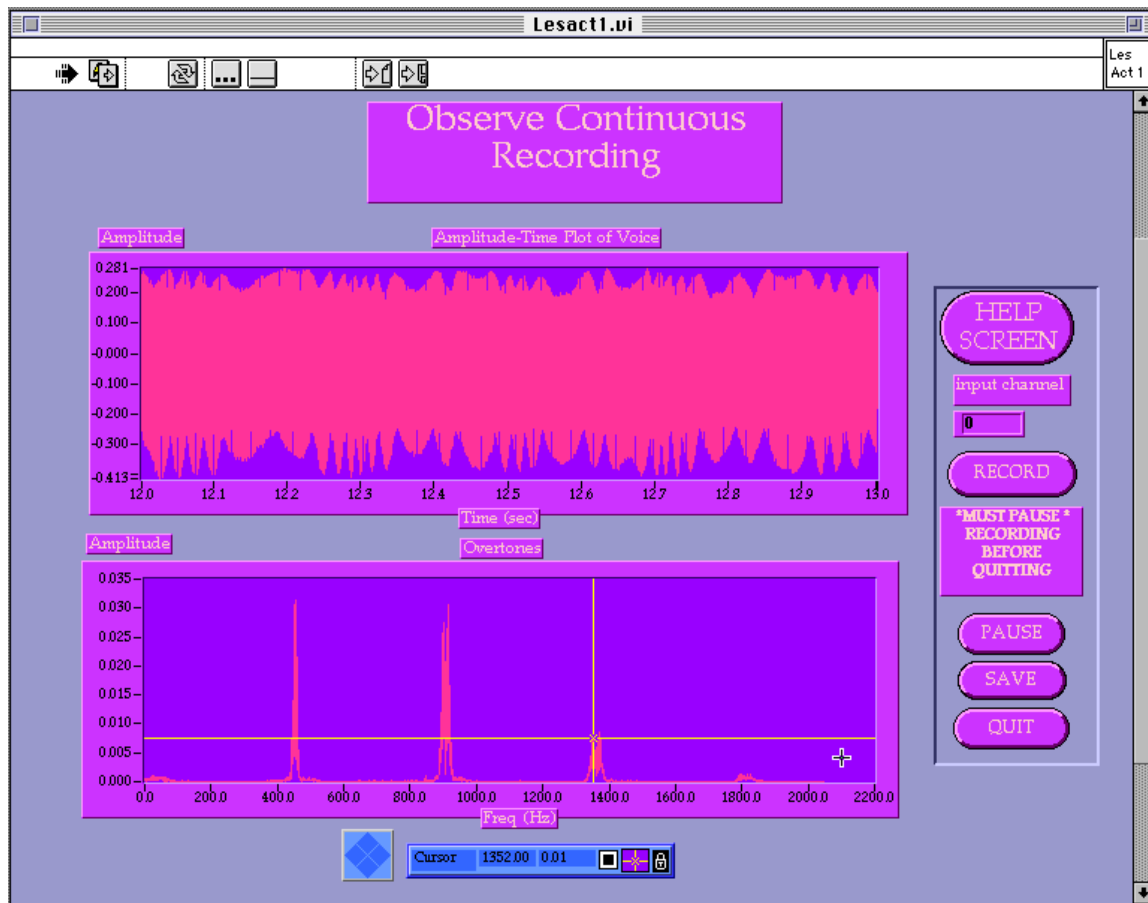 Lesact1.vi
Les
Act 1
Observe Continuous
Recording
Amplitude
Amplitude-Time Plot of Voice
0.281
0.200
0.100
-0.000
-0.100
-0.200
-0.300
-0.413
12.0 12.1 12.2 12.3 12.4 12.5 12.6 12.7 12.8 12.9 13.0
Time (sec)
HELP
SCREEN
input channel
0
RECORD
*MUST PAUSE *
RECORDING
BEFORE
QUITTING
PAUSE
SAVE
QUIT
Amplitude
Overtones
0.035
0.030
0.025
0.020
0.015
0.010
0.005
0.000
0.0 200.0 400.0 600.0 800.0 1000.0 1200.0 1400.0 1600.0 1800.0 2000.0 2200.0
Freq (Hz)
Cursor 1352.00 0.01